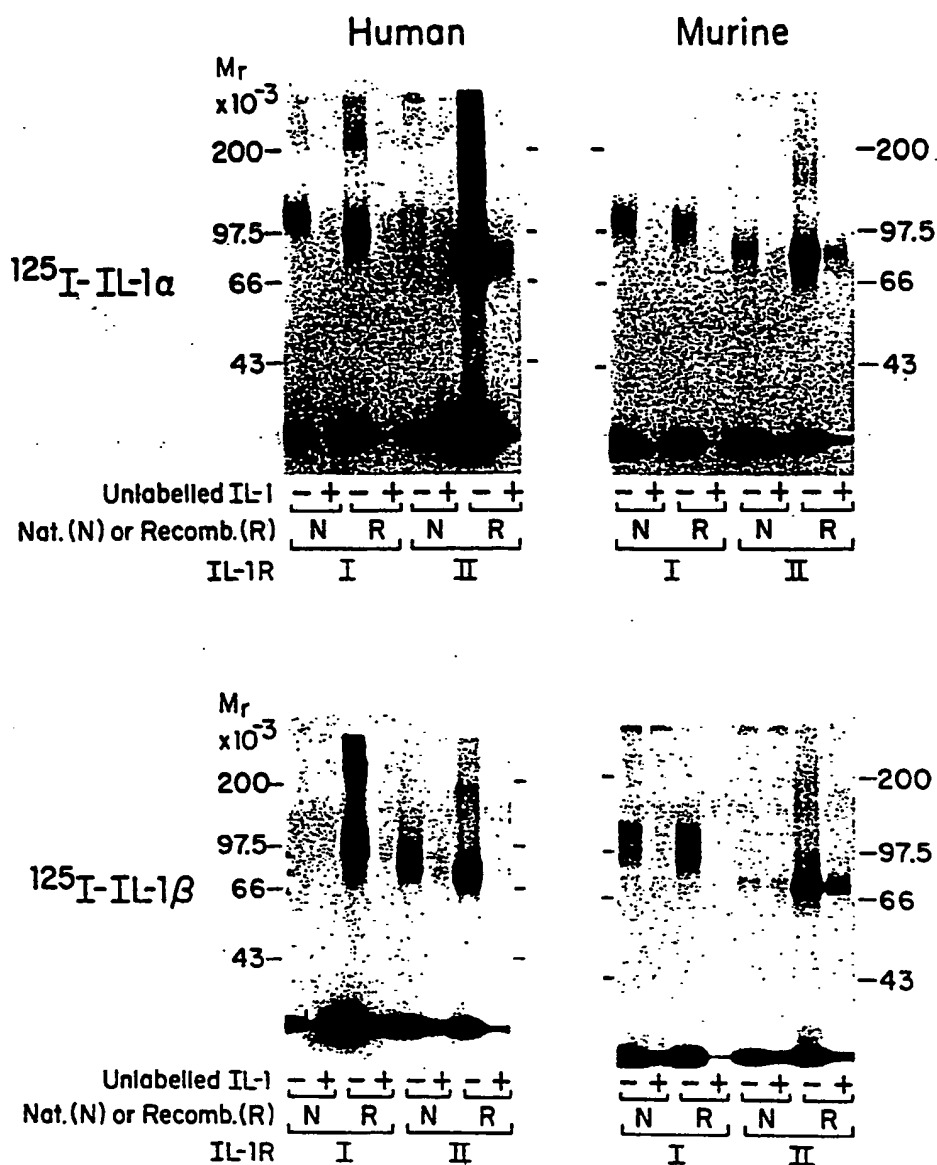 Human Murine
Mr
x10⁻³
200- -200
97.5- -97.5
¹²⁵I-IL-1α
66- -66
43- -43
Unlabelled IL-1 - + - + - + - + - + - + - + - +
Nat.(N) or Recomb.(R) N R N R N R N R
IL-1R I II I II
Mr
x10⁻³
200- -200
97.5- -97.5
¹²⁵I-IL-1β
66- -66
43- -43
Unlabelled IL-1 - + - + - + - + - + - + - + - +
Nat.(N) or Recomb.(R) N R N R N R N R
IL-1R I II I II